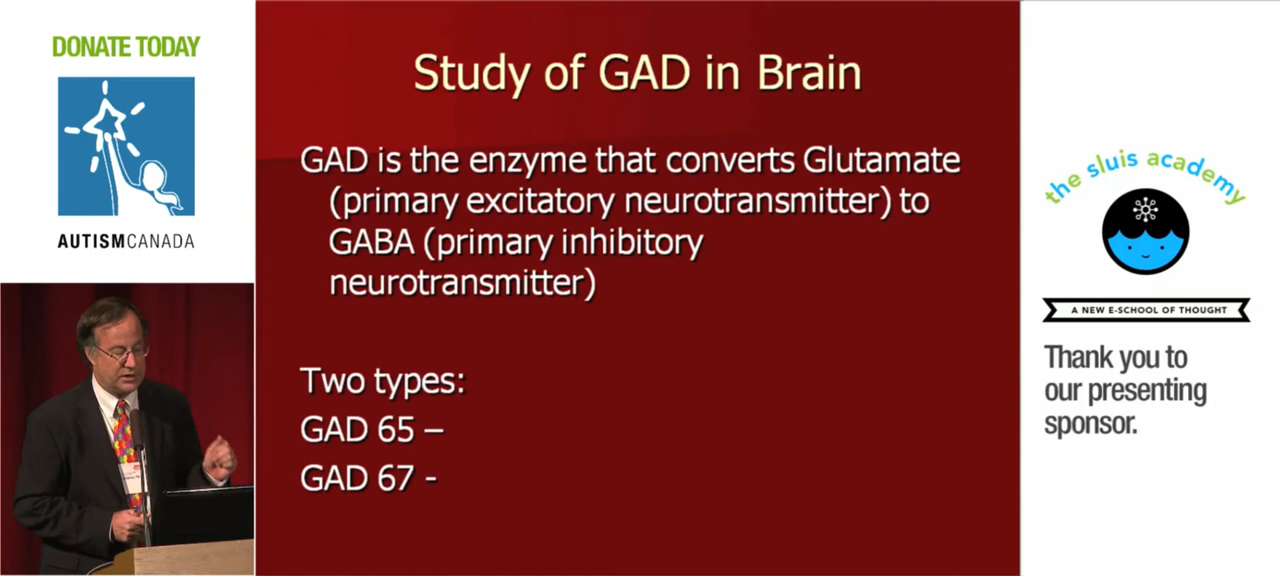 DONATE TODAY
AUTISMCANADA
Study of GAD in Brain
GAD is the enzyme that converts Glutamate
(primary excitatory neurotransmitter) to
GABA (primary inhibitory
neurotransmitter)
Two types:
GAD 65 –
GAD 67 -
the sluis academy
A NEW E-SCHOOL OF THOUGHT
Thank you to
our presenting
sponsor.